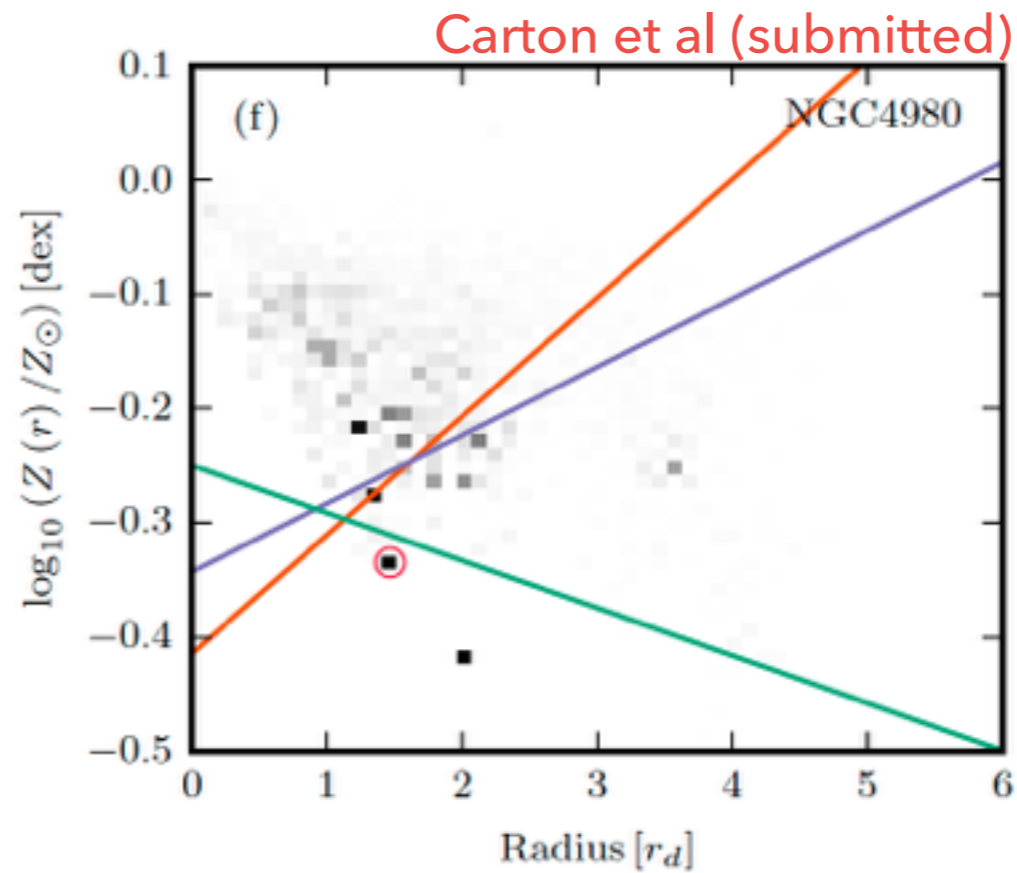 Carton et al (submitted)
(f)
NGC4980
0.1
0.0
−0.1
−0.2
−0.3
−0.4
−0.5
log₁₀ (Z (r) /Z⊙) [dex]
0 1 2 3 4 5 6
Radius [r_d]